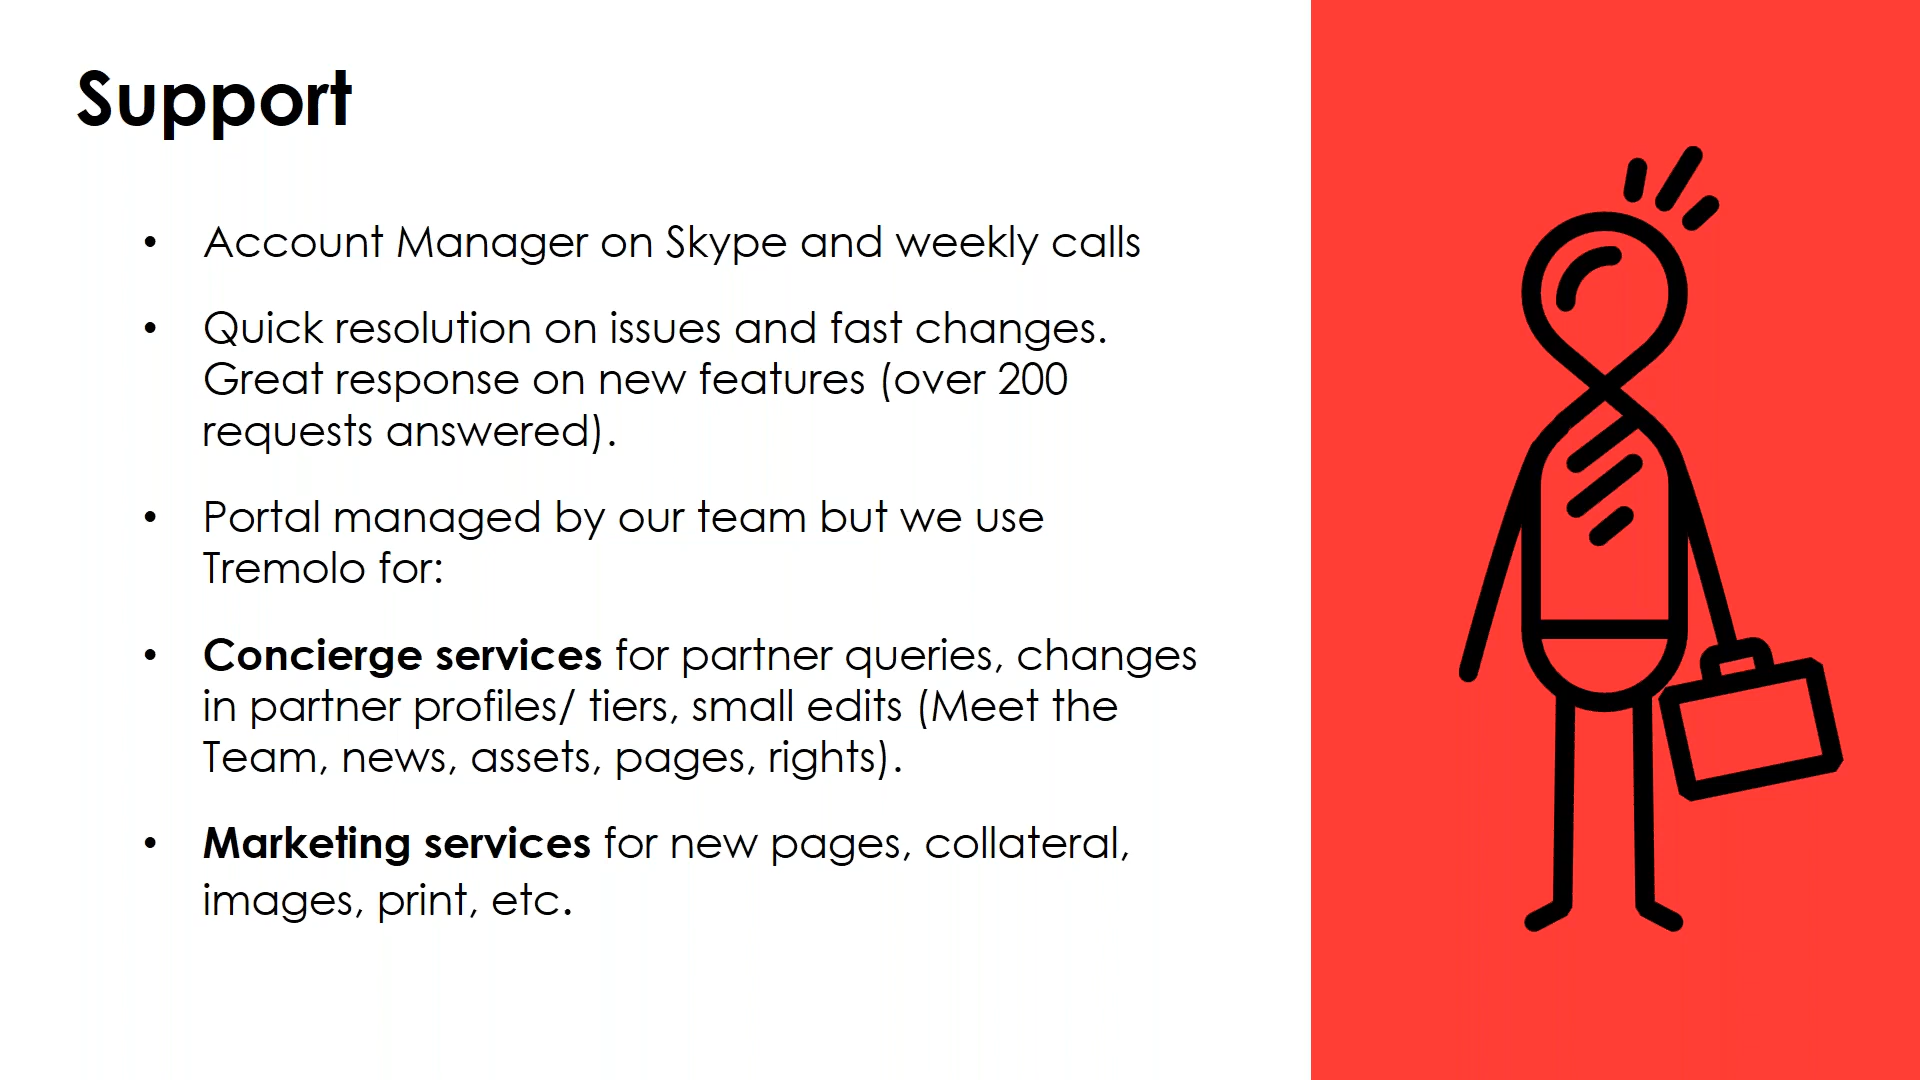 Support
• Account Manager on Skype and weekly calls
• Quick resolution on issues and fast changes.
Great response on new features (over 200
requests answered).
• Portal managed by our team but we use
Tremolo for:
• Concierge services for partner queries, changes
in partner profiles/ tiers, small edits (Meet the
Team, news, assets, pages, rights).
• Marketing services for new pages, collateral,
images, print, etc.